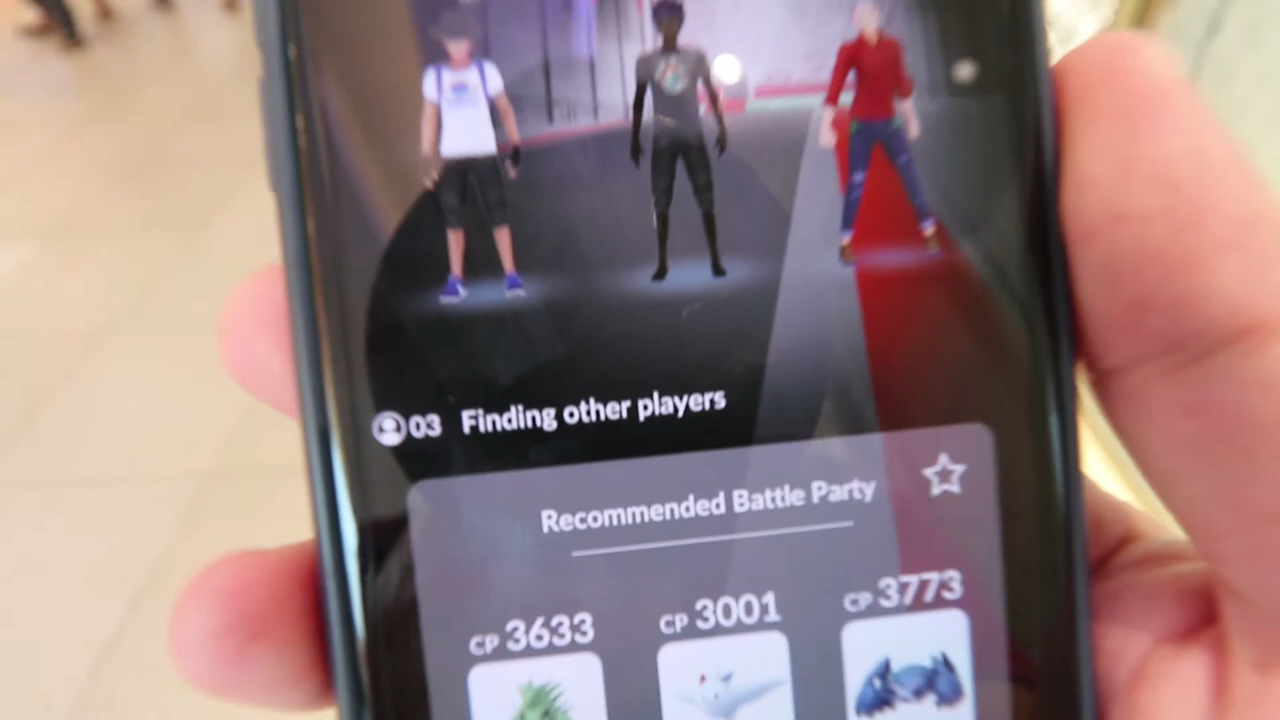 03 Finding other players
Recommended Battle Party
CP 3633 CP 3001 CP 3773